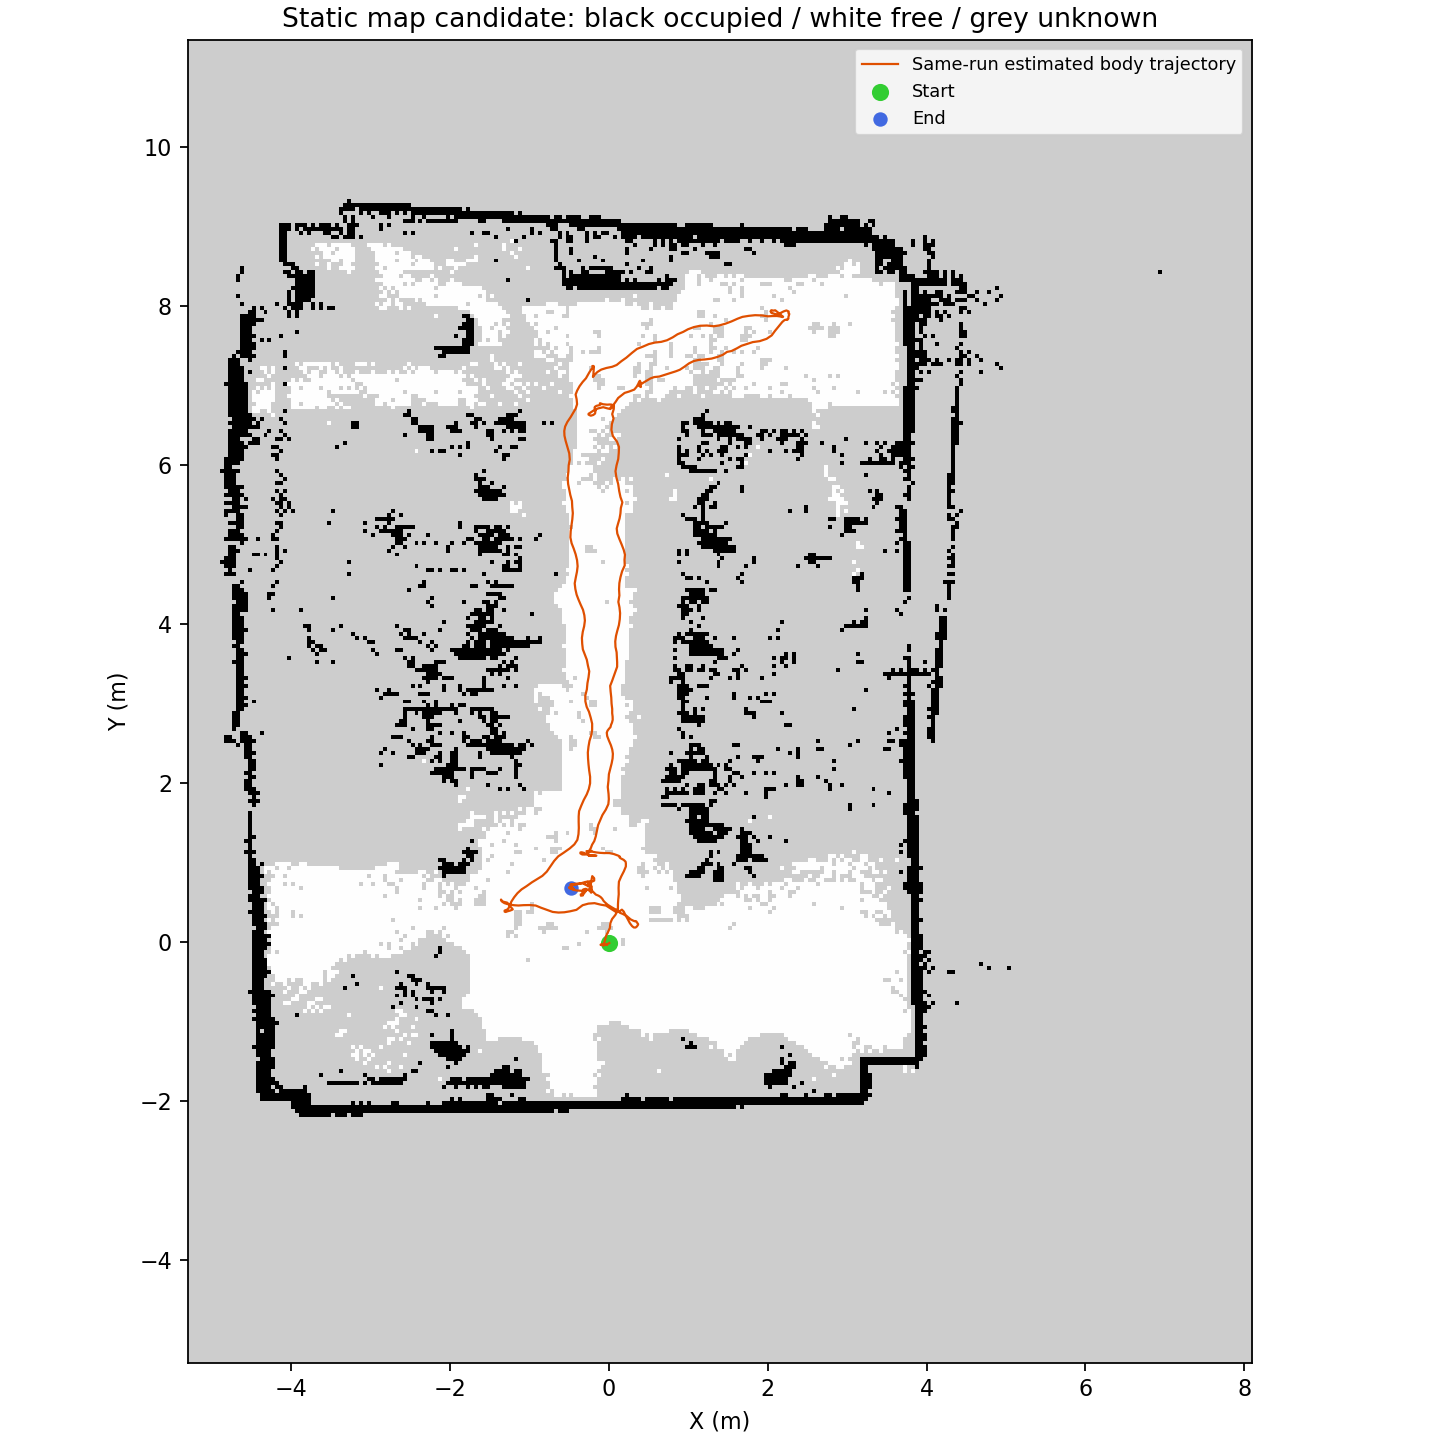 Static map candidate: black occupied / white free / grey unknown
Same-run estimated body trajectory
Start
End
10
8
6
4
2
0
−2
−4
Y (m)
−4 −2 0 2 4 6 8
X (m)